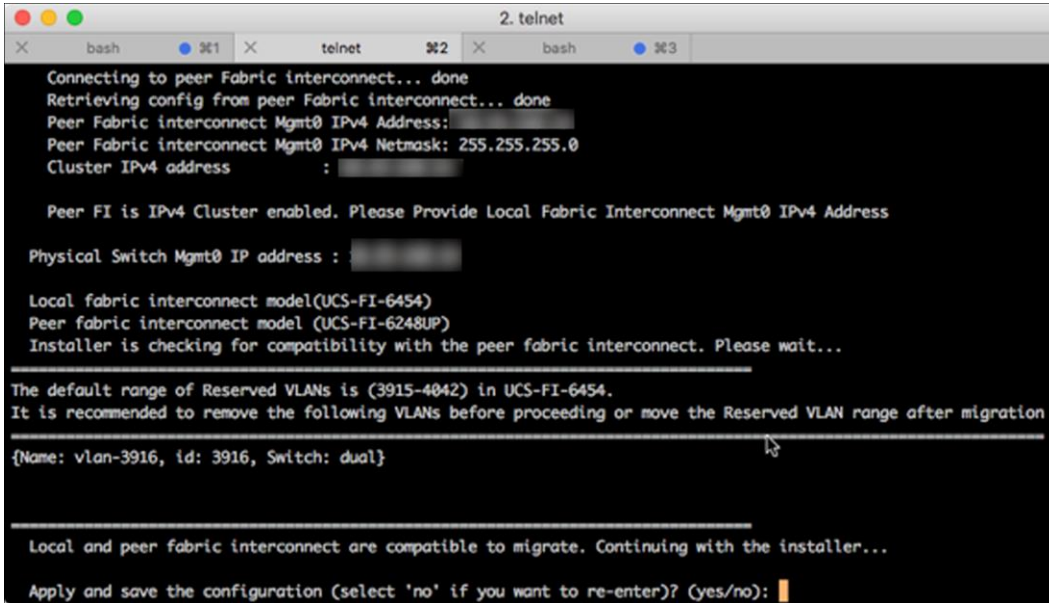 2. telnet
bash ⌘1 telnet ⌘2 bash ⌘3
Connecting to peer Fabric interconnect... done
Retrieving config from peer Fabric interconnect... done
Peer Fabric interconnect Mgmt0 IPv4 Address:
Peer Fabric interconnect Mgmt0 IPv4 Netmask: 255.255.255.0
Cluster IPv4 address :
Peer FI is IPv4 Cluster enabled. Please Provide Local Fabric Interconnect Mgmt0 IPv4 Address
Physical Switch Mgmt0 IP address :
Local fabric interconnect model(UCS-FI-6454)
Peer fabric interconnect model (UCS-FI-6248UP)
Installer is checking for compatibility with the peer fabric interconnect. Please wait...
The default range of Reserved VLANs is (3915-4042) in UCS-FI-6454.
It is recommended to remove the following VLANs before proceeding or move the Reserved VLAN range after migration
{Name: vlan-3916, id: 3916, Switch: dual}
Local and peer fabric interconnect are compatible to migrate. Continuing with the installer...
Apply and save the configuration (select 'no' if you want to re-enter)? (yes/no):